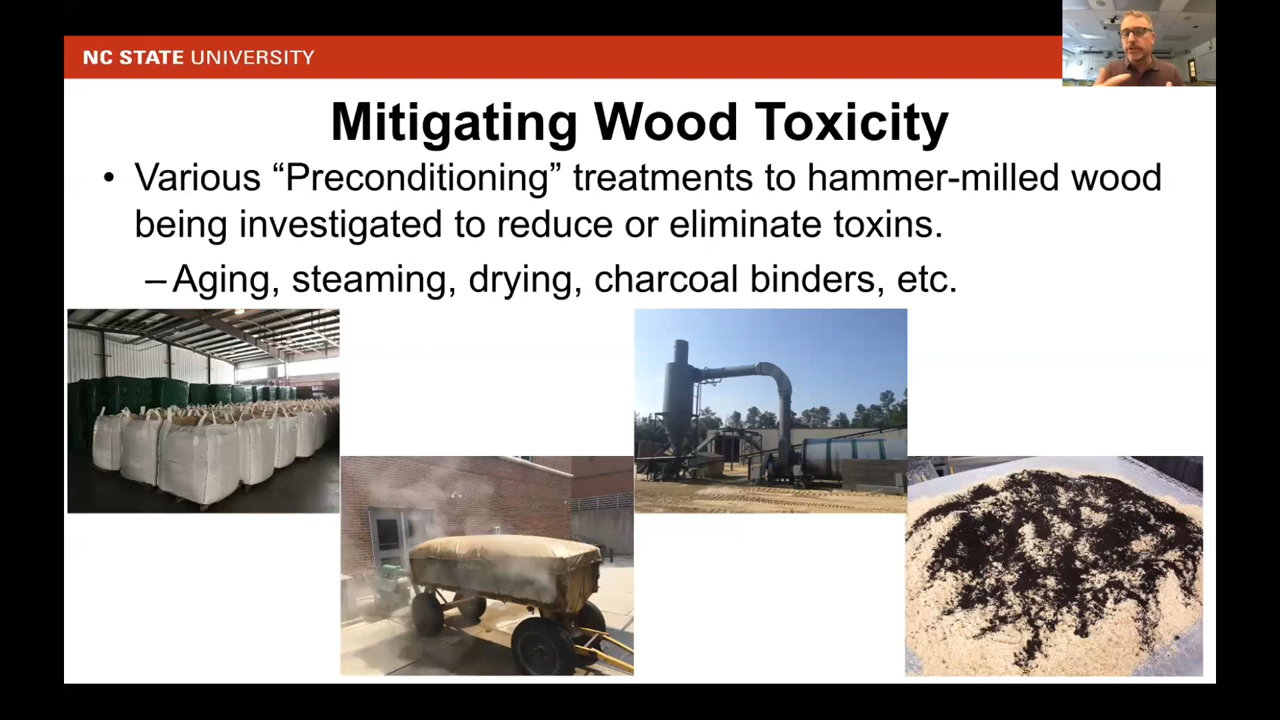 NC STATE UNIVERSITY
Mitigating Wood Toxicity
• Various “Preconditioning” treatments to hammer-milled wood
being investigated to reduce or eliminate toxins.
–Aging, steaming, drying, charcoal binders, etc.